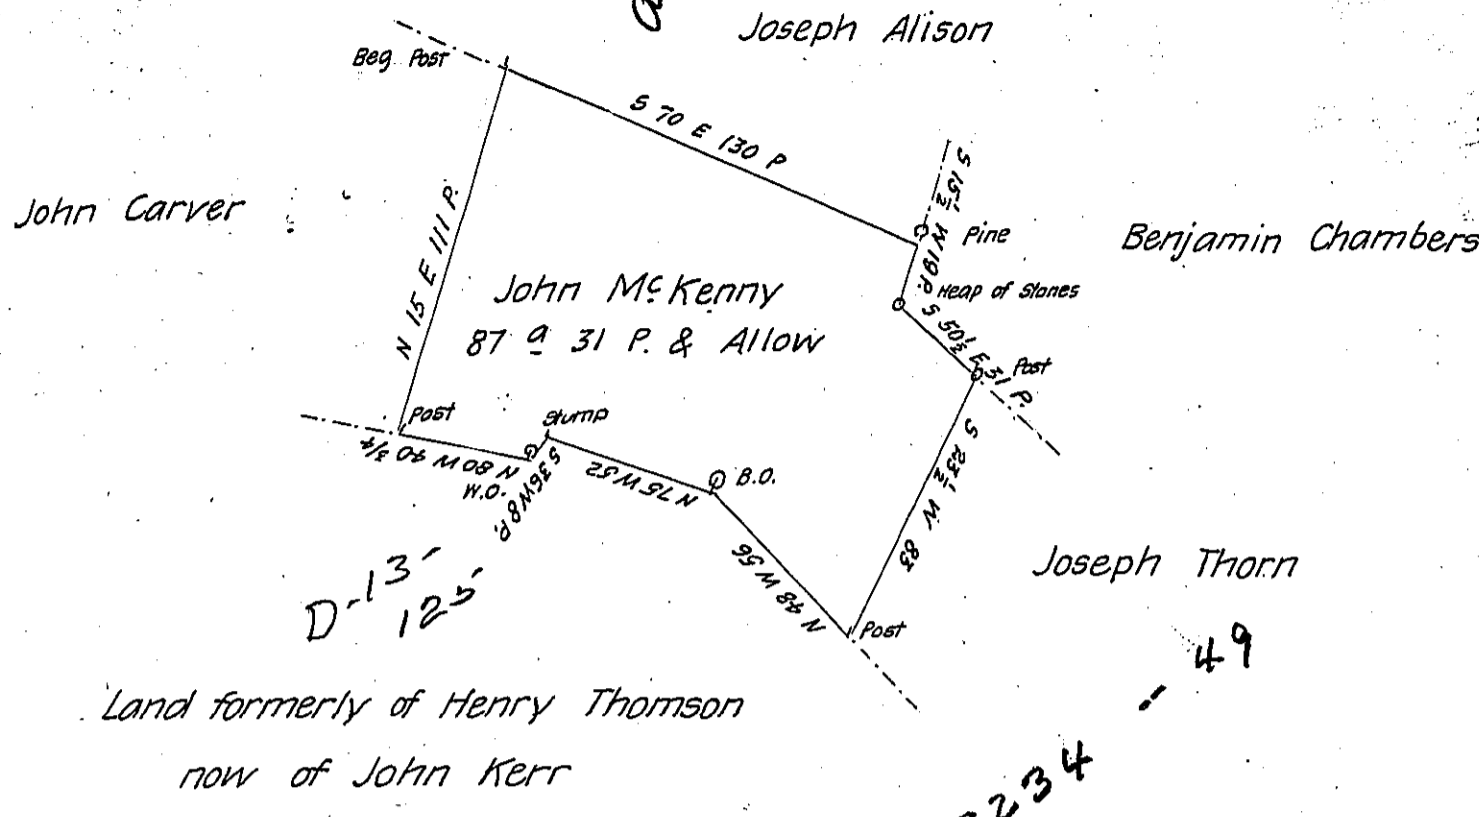 Joseph Alison
Beg. Post
S 70 E 130 P
John Carver
N 15 E 111 P.
S 15½ W 19 P.
Pine
Benjamin Chambers
Heap of Stones
John McKenny
87 a 31 P. & Allow
S 50½ E 31 P.
Post
Post
Stump
N 80 W 40 3/4
W.O.
S 36 W 8 P.
N 75 W 52
B.O.
S 23½ W 83
N 48 W 56
Post
Joseph Thorn
D-13-
125
49
Land formerly of Henry Thomson
now of John Kerr
234